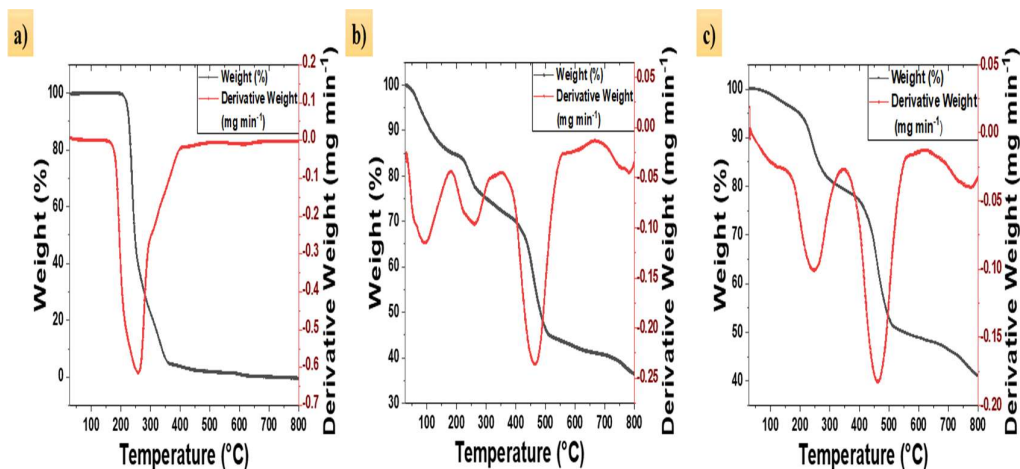 a)
Weight (%)
Derivative Weight
(mg min⁻¹)
100
80
60
40
20
0
Weight (%)
0.2
0.1
0.0
-0.1
-0.2
-0.3
-0.4
-0.5
-0.6
-0.7
Derivative Weight (mg min⁻¹)
100 200 300 400 500 600 700 800
Temperature (°C)
b)
Weight (%)
Derivative Weight
(mg min⁻¹)
100
90
80
70
60
50
40
30
Weight (%)
0.05
0.00
-0.05
-0.10
-0.15
-0.20
-0.25
Derivative Weight (mg min⁻¹)
100 200 300 400 500 600 700 800
Temperature (°C)
c)
Weight (%)
Derivative Weight
(mg min⁻¹)
100
90
80
70
60
50
40
Weight (%)
0.05
0.00
-0.05
-0.10
-0.15
-0.20
Derivative Weight (mg min⁻¹)
100 200 300 400 500 600 700 800
Temperature (°C)